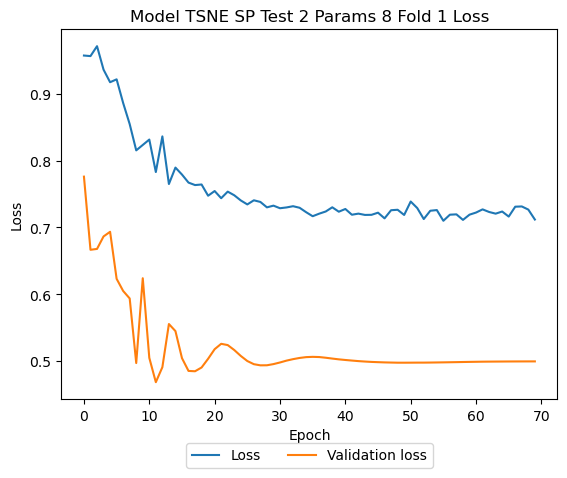 Model TSNE SP Test 2 Params 8 Fold 1 Loss
0.9
0.8
0.7
0.6
0.5
Loss
0 10 20 30 40 50 60 70
Epoch
Loss Validation loss